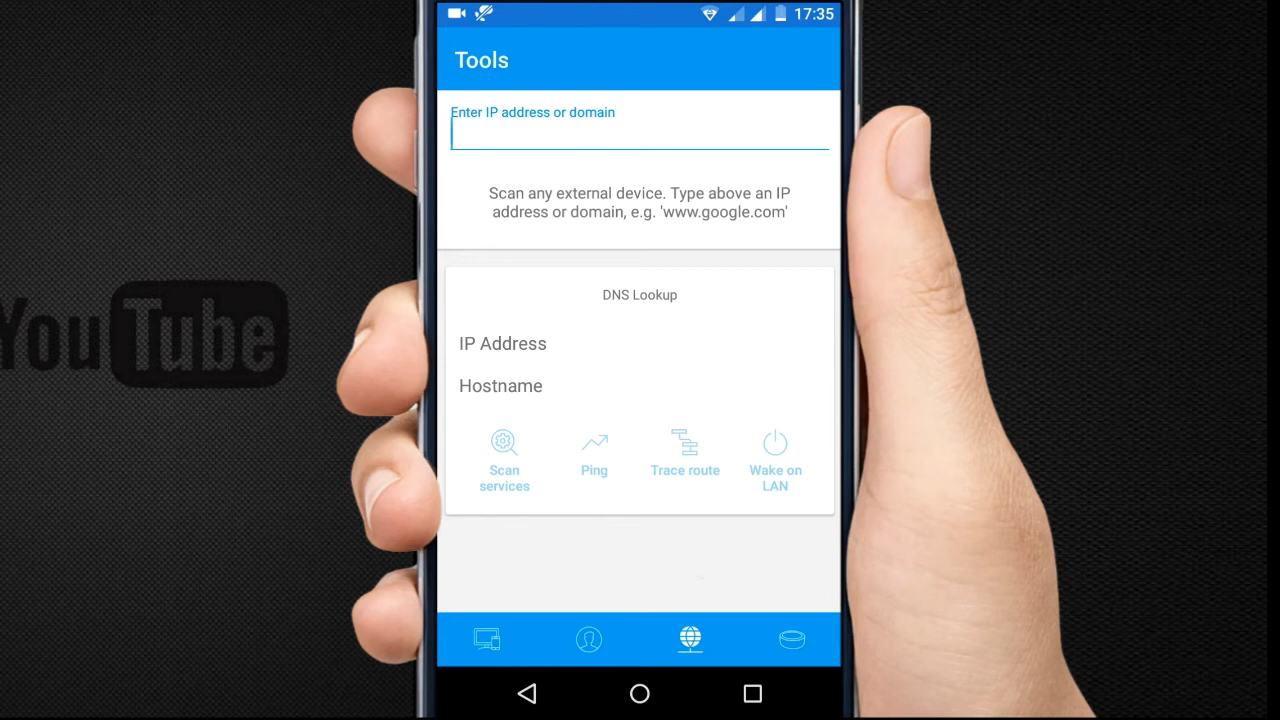 17:35
Tools
Enter IP address or domain
Scan any external device. Type above an IP
address or domain, e.g. 'www.google.com'
YouTube
DNS Lookup
IP Address
Hostname
Scan
services
Ping
Trace route
Wake on
LAN